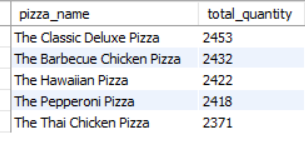 pizza_name total_quantity
The Classic Deluxe Pizza 2453
The Barbecue Chicken Pizza 2432
The Hawaiian Pizza 2422
The Pepperoni Pizza 2418
The Thai Chicken Pizza 2371